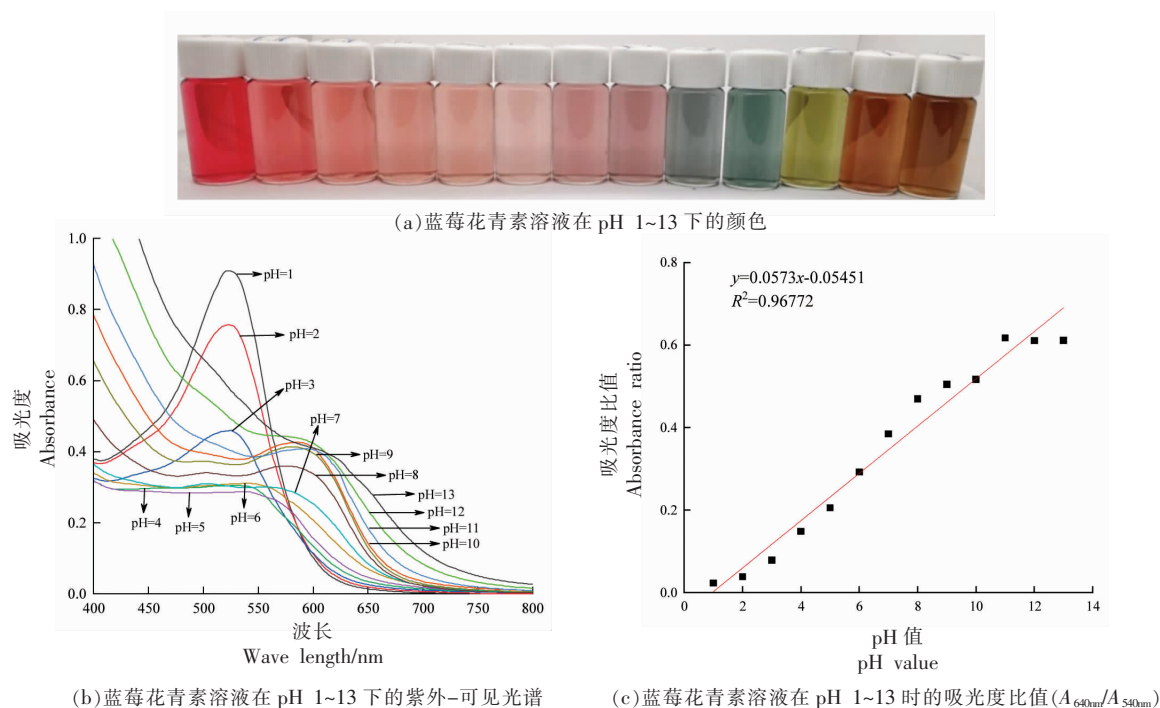 (a)蓝莓花青素溶液在 pH 1~13 下的颜色
1.0
0.8
0.6
0.4
0.2
0.0
400
450
500
550
600
650
700
750
800
吸光度
Absorbance
波长
Wave length/nm
pH=1
pH=2
pH=3
pH=7
pH=9
pH=8
pH=13
pH=12
pH=11
pH=10
pH=4
pH=5
pH=6
(b)蓝莓花青素溶液在 pH 1~13 下的紫外-可见光谱
y=0.0573x-0.05451
R²=0.96772
0.8
0.6
0.4
0.2
0.0
0
2
4
6
8
10
12
14
吸光度比值
Absorbance ratio
pH 值
pH value
(c)蓝莓花青素溶液在 pH 1~13 时的吸光度比值(A640nm/A540nm)